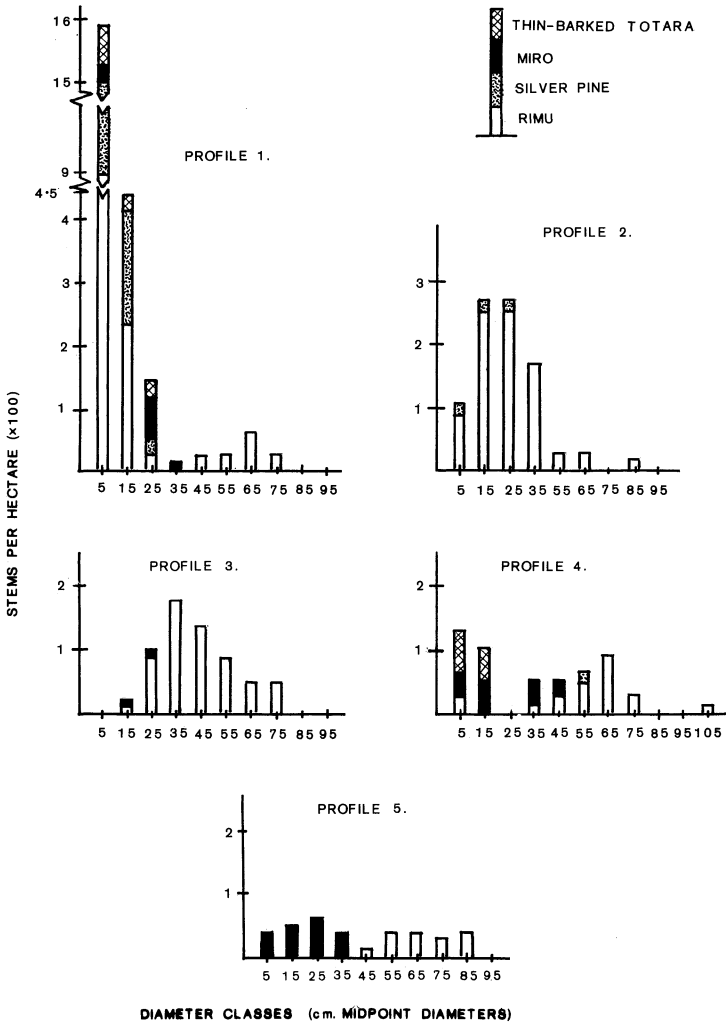 THIN-BARKED TOTARA
MIRO
SILVER PINE
RIMU
STEMS PER HECTARE (x100)
PROFILE 1.
16
15
9
4·5
4
3
2
1
5 15 25 35 45 55 65 75 85 95
PROFILE 2.
3
2
1
5 15 25 35 45 55 65 75 85 95
PROFILE 3.
2
1
5 15 25 35 45 55 65 75 85 95
PROFILE 4.
2
1
5 15 25 35 45 55 65 75 85 95 105
PROFILE 5.
2
1
5 15 25 35 45 55 65 75 85 95
DIAMETER CLASSES (cm. MIDPOINT DIAMETERS)